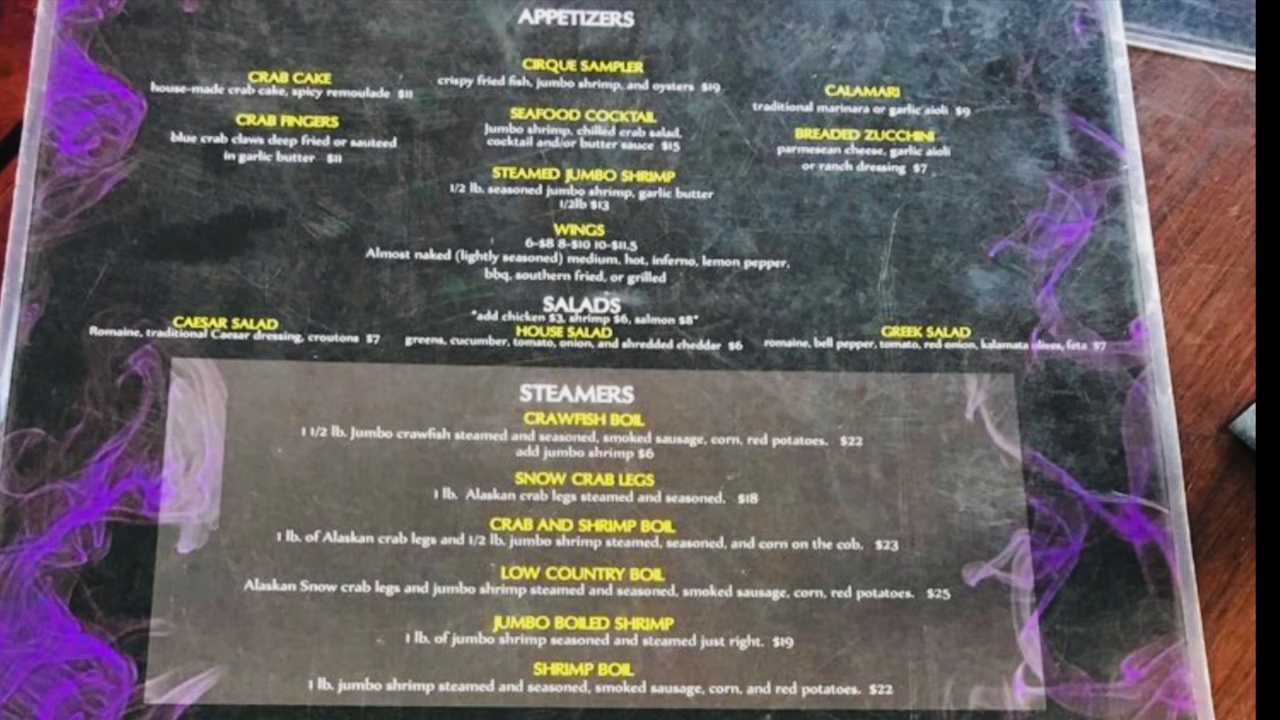 APPETIZERS
CRAB CAKE
house-made crab cake, spicy remoulade $11
CRAB FINGERS
blue crab claws deep fried or sauteed
in garlic butter $11
CIRQUE SAMPLER
crispy fried fish, jumbo shrimp, and oysters $19
SEAFOOD COCKTAIL
Jumbo shrimp, chilled crab salad,
cocktail and/or butter sauce $15
STEAMED JUMBO SHRIMP
1/2 lb. seasoned jumbo shrimp, garlic butter
1/2lb $13
WINGS
6-$8 8-$10 10-$11.5
Almost naked (lightly seasoned) medium, hot, inferno, lemon pepper,
bbq, southern fried, or grilled
CALAMARI
traditional marinara or garlic aioli $9
BREADED ZUCCHINI
parmesean cheese, garlic aioli
or ranch dressing $7
SALADS
*add chicken $3, shrimp $6, salmon $8*
CAESAR SALAD
Romaine, traditional Caesar dressing, croutons $7
HOUSE SALAD
greens, cucumber, tomato, onion, and shredded cheddar $6
GREEK SALAD
romaine, bell pepper, tomato, red onion, kalamata olives, feta $7
STEAMERS
CRAWFISH BOIL
1 1/2 lb. Jumbo crawfish steamed and seasoned, smoked sausage, corn, red potatoes. $22
add jumbo shrimp $6
SNOW CRAB LEGS
1 lb. Alaskan crab legs steamed and seasoned. $18
CRAB AND SHRIMP BOIL
1 lb. of Alaskan crab legs and 1/2 lb. jumbo shrimp steamed, seasoned, and corn on the cob. $23
LOW COUNTRY BOIL
Alaskan Snow crab legs and jumbo shrimp steamed and seasoned, smoked sausage, corn, red potatoes. $25
JUMBO BOILED SHRIMP
1 lb. of jumbo shrimp seasoned and steamed just right. $19
SHRIMP BOIL
1 lb. jumbo shrimp steamed and seasoned, smoked sausage, corn, and red potatoes. $22